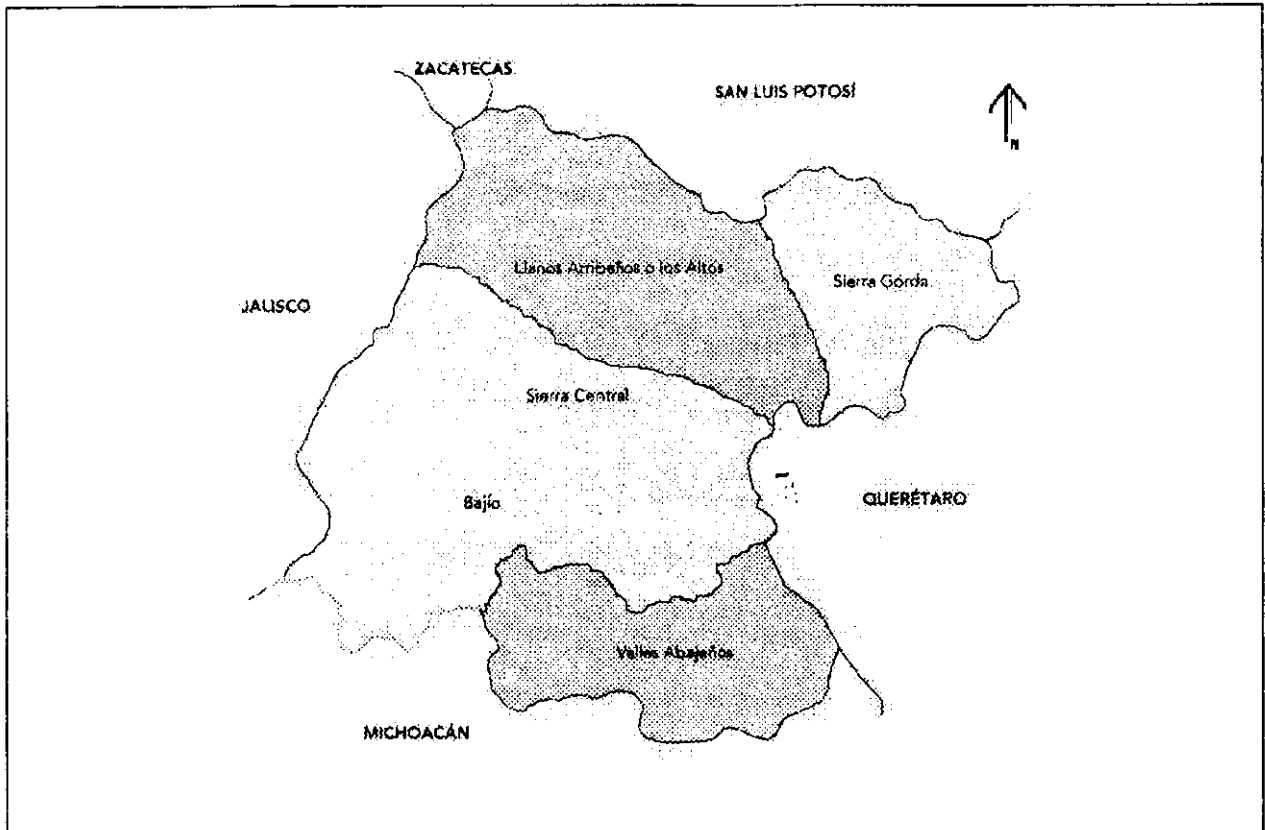 ZACATECAS
SAN LUIS POTOSÍ
N
Llanos Arribeños o los Altos
Sierra Gorda
JALISCO
Sierra Central
Bajío
QUERÉTARO
Valles Abajeños
MICHOACÁN